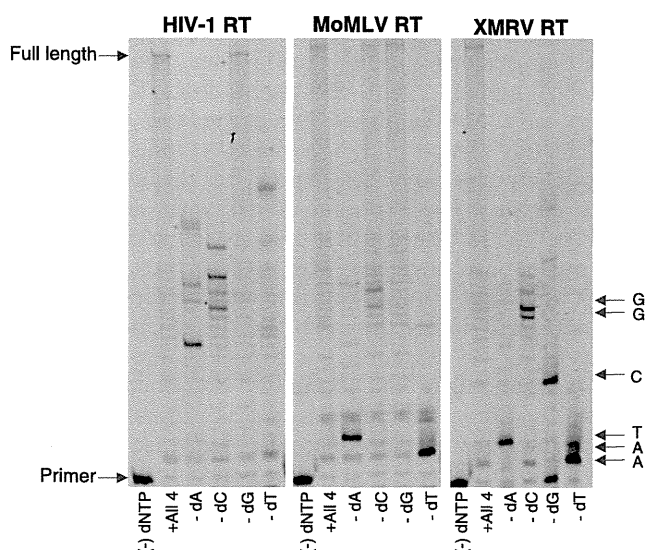 HIV-1 RT MoMLV RT XMRV RT
Full length
G
G
C
T
A
A
Primer
(-) dNTP +All 4 - dA - dC - dG - dT (-) dNTP +All 4 - dA - dC - dG - dT (-) dNTP +All 4 - dA - dC - dG - dT